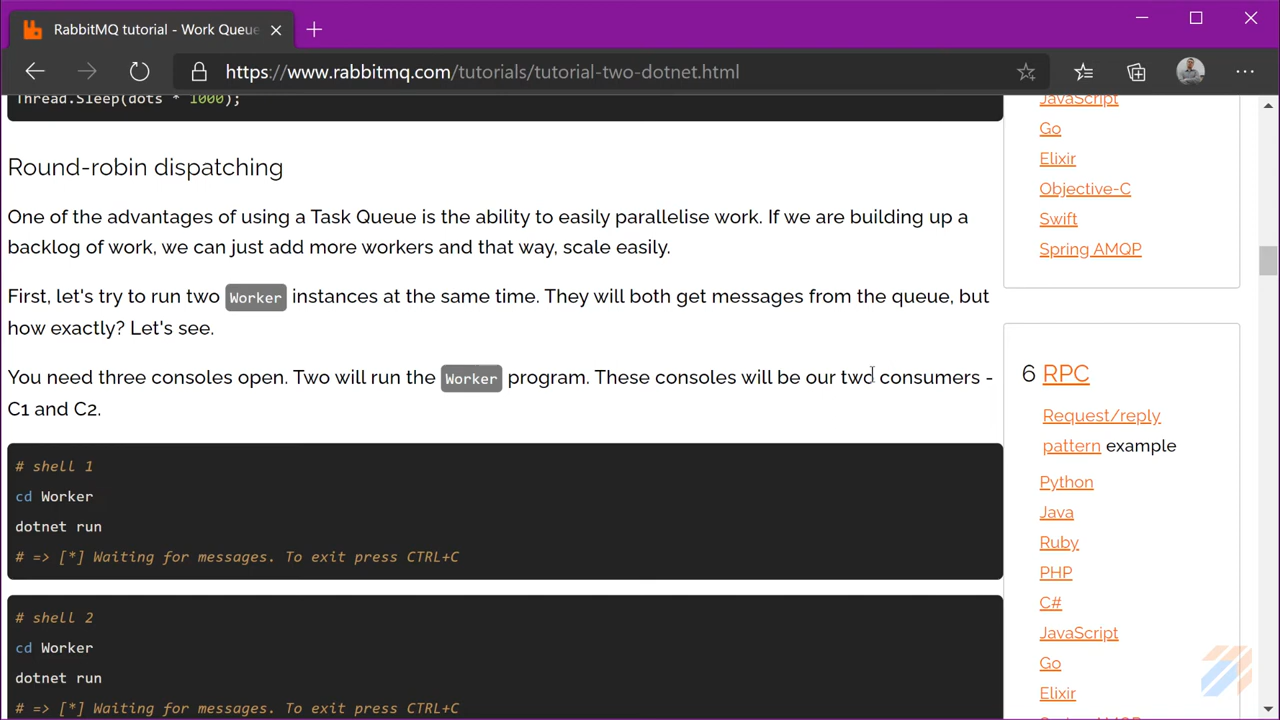 RabbitMQ tutorial - Work Queue
https://www.rabbitmq.com/tutorials/tutorial-two-dotnet.html
Thread.Sleep(dots * 1000);
Round-robin dispatching
One of the advantages of using a Task Queue is the ability to easily parallelise work. If we are building up a
backlog of work, we can just add more workers and that way, scale easily.
First, let's try to run two Worker instances at the same time. They will both get messages from the queue, but
how exactly? Let's see.
You need three consoles open. Two will run the Worker program. These consoles will be our two consumers -
C1 and C2.
# shell 1
cd Worker
dotnet run
# => [*] Waiting for messages. To exit press CTRL+C
# shell 2
cd Worker
dotnet run
# => [*] Waiting for messages. To exit press CTRL+C
JavaScript
Go
Elixir
Objective-C
Swift
Spring AMQP
6 RPC
Request/reply
pattern example
Python
Java
Ruby
PHP
C#
JavaScript
Go
Elixir